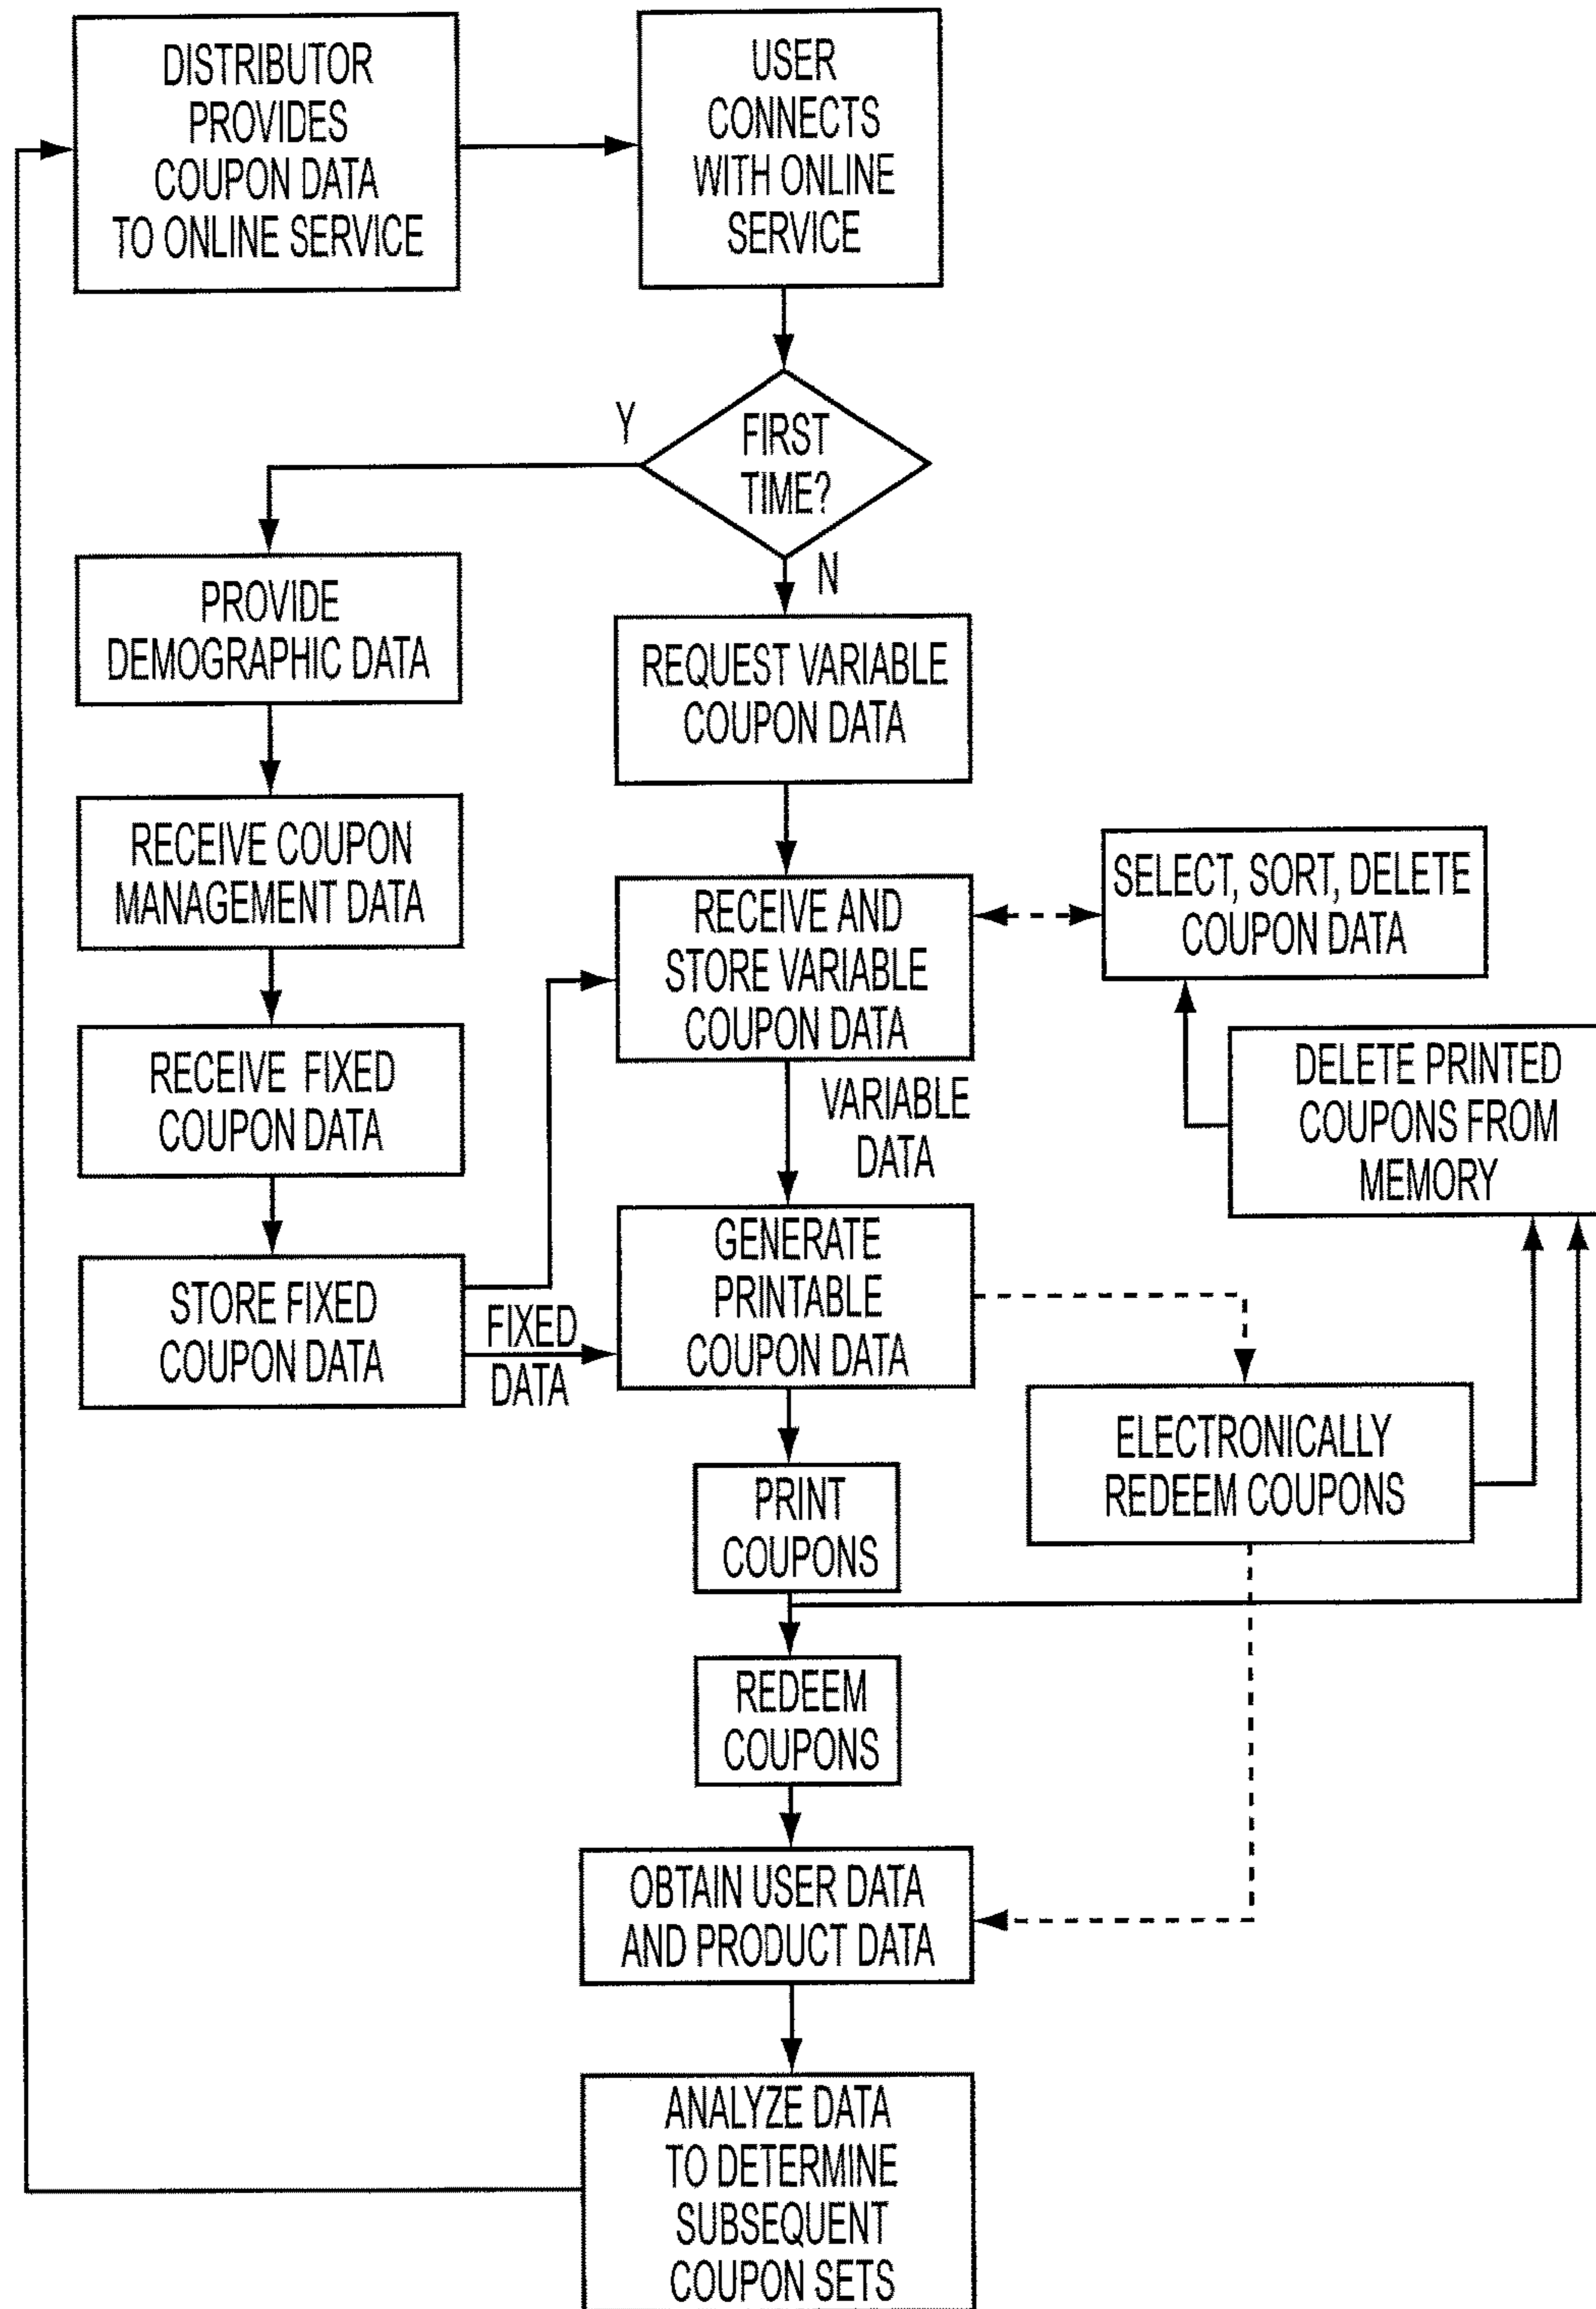 DISTRIBUTOR
PROVIDES
COUPON DATA
TO ONLINE SERVICE
USER
CONNECTS
WITH ONLINE
SERVICE
FIRST
TIME?
Y
N
PROVIDE
DEMOGRAPHIC DATA
REQUEST VARIABLE
COUPON DATA
RECEIVE COUPON
MANAGEMENT DATA
RECEIVE AND
STORE VARIABLE
COUPON DATA
SELECT, SORT, DELETE
COUPON DATA
RECEIVE FIXED
COUPON DATA
VARIABLE
DATA
DELETE PRINTED
COUPONS FROM
MEMORY
STORE FIXED
COUPON DATA
FIXED
DATA
GENERATE
PRINTABLE
COUPON DATA
ELECTRONICALLY
REDEEM COUPONS
PRINT
COUPONS
REDEEM
COUPONS
OBTAIN USER DATA
AND PRODUCT DATA
ANALYZE DATA
TO DETERMINE
SUBSEQUENT
COUPON SETS